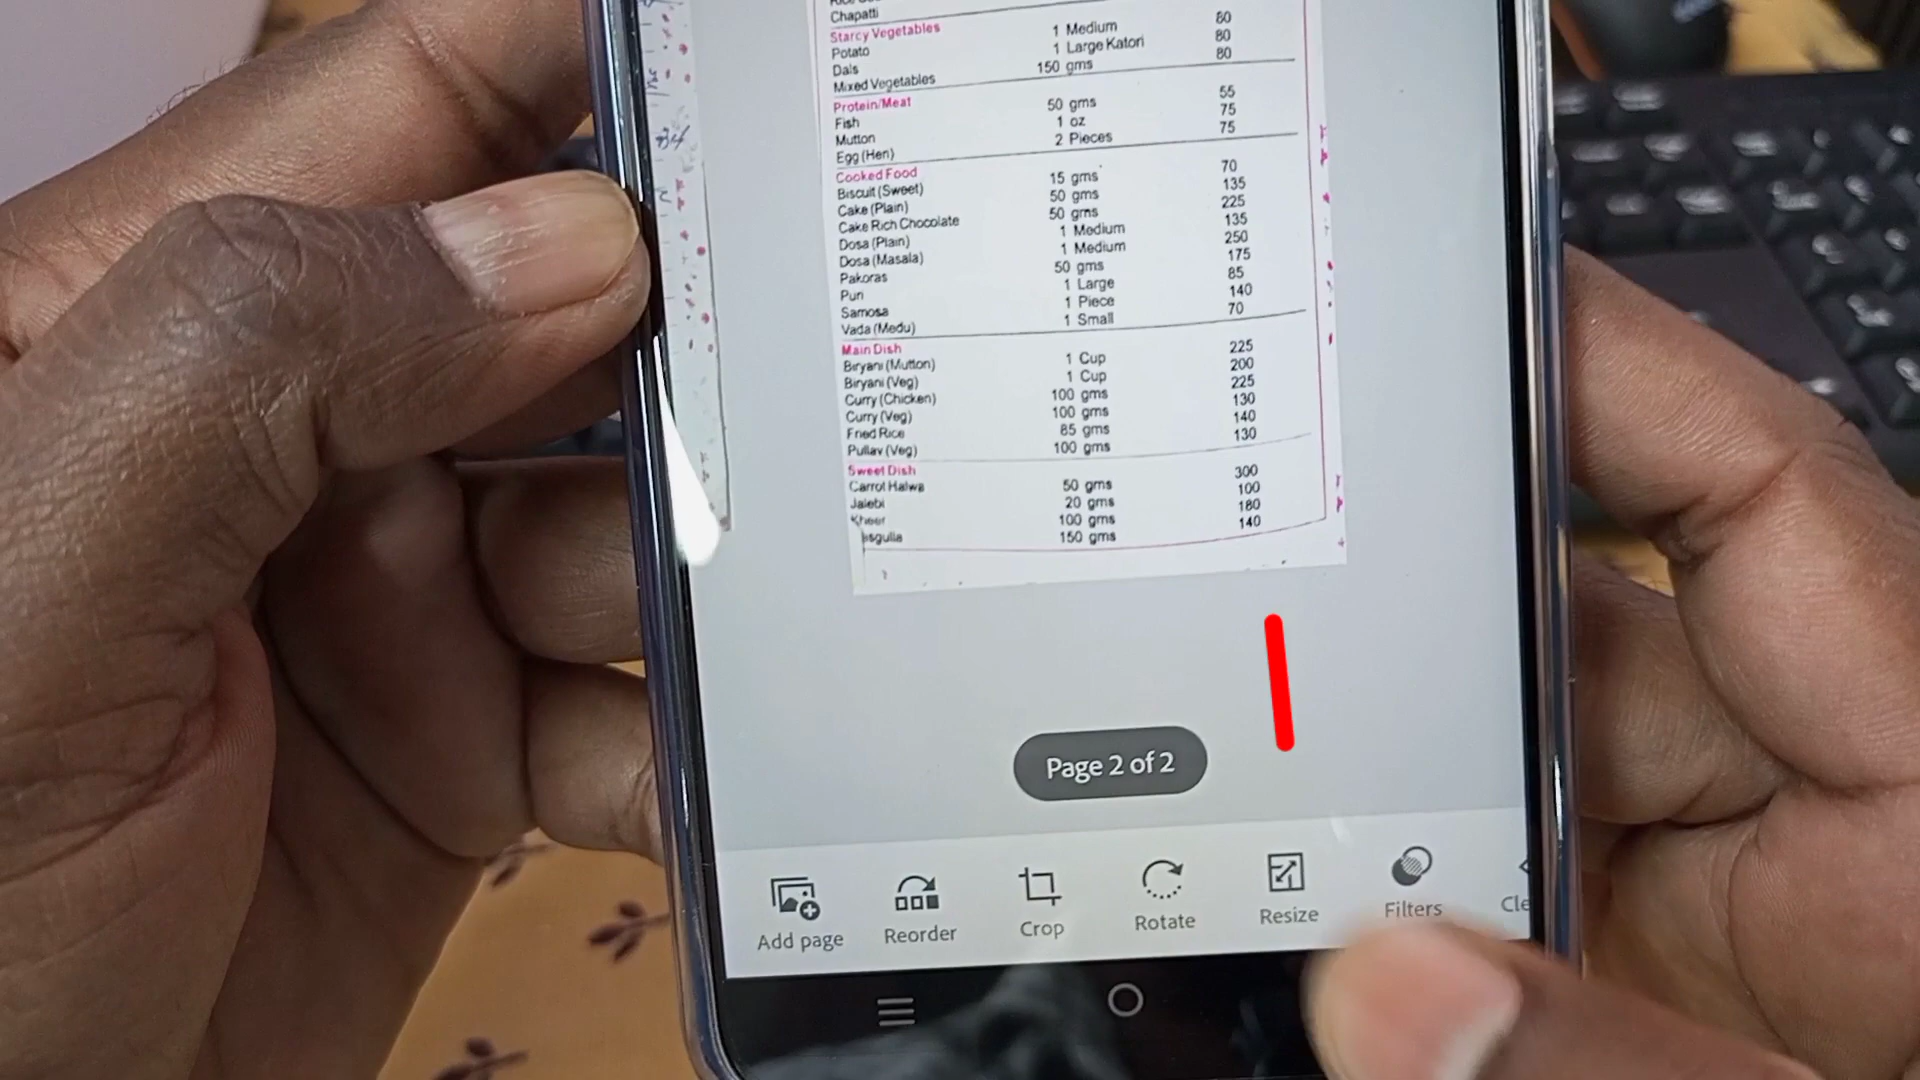 Chapatti
Starcy Vegetables
Potato 1 Medium 80
Dals 1 Large Katori 80
Mixed Vegetables 150 gms 80
Protein/Meat
Fish 50 gms 55
Mutton 1 oz 75
Egg (Hen) 2 Pieces 75
Cooked Food
Biscuit (Sweet) 15 gms 70
Cake (Plain) 50 gms 135
Cake Rich Chocolate 50 gms 225
Dosa (Plain) 1 Medium 135
Dosa (Masala) 1 Medium 250
Pakoras 50 gms 175
Puri 1 Large 85
Samosa 1 Piece 140
Vada (Medu) 1 Small 70
Main Dish
Biryani (Mutton) 1 Cup 225
Biryani (Veg) 1 Cup 200
Curry (Chicken) 100 gms 225
Curry (Veg) 100 gms 130
Fried Rice 85 gms 140
Pullav (Veg) 100 gms 130
Sweet Dish
Carrot Halwa 50 gms 300
Jalebi 20 gms 100
Kheer 100 gms 180
asgulla 150 gms 140
Page 2 of 2
Add page Reorder Crop Rotate Resize Filters Cle